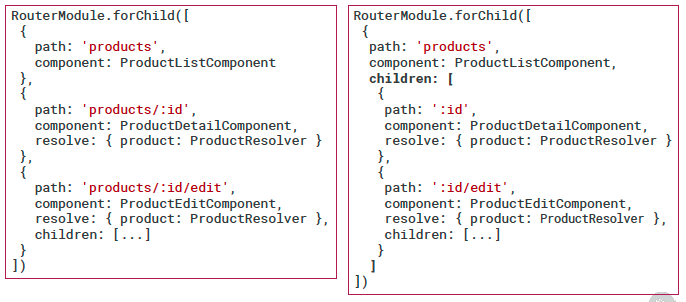 RouterModule.forChild([
{
path: 'products',
component: ProductListComponent
},
{
path: 'products/:id',
component: ProductDetailComponent,
resolve: { product: ProductResolver }
},
{
path: 'products/:id/edit',
component: ProductEditComponent,
resolve: { product: ProductResolver },
children: [...]
}
])
RouterModule.forChild([
{
path: 'products',
component: ProductListComponent,
children: [
{
path: ':id',
component: ProductDetailComponent,
resolve: { product: ProductResolver }
},
{
path: ':id/edit',
component: ProductEditComponent,
resolve: { product: ProductResolver },
children: [...]
}
]
])